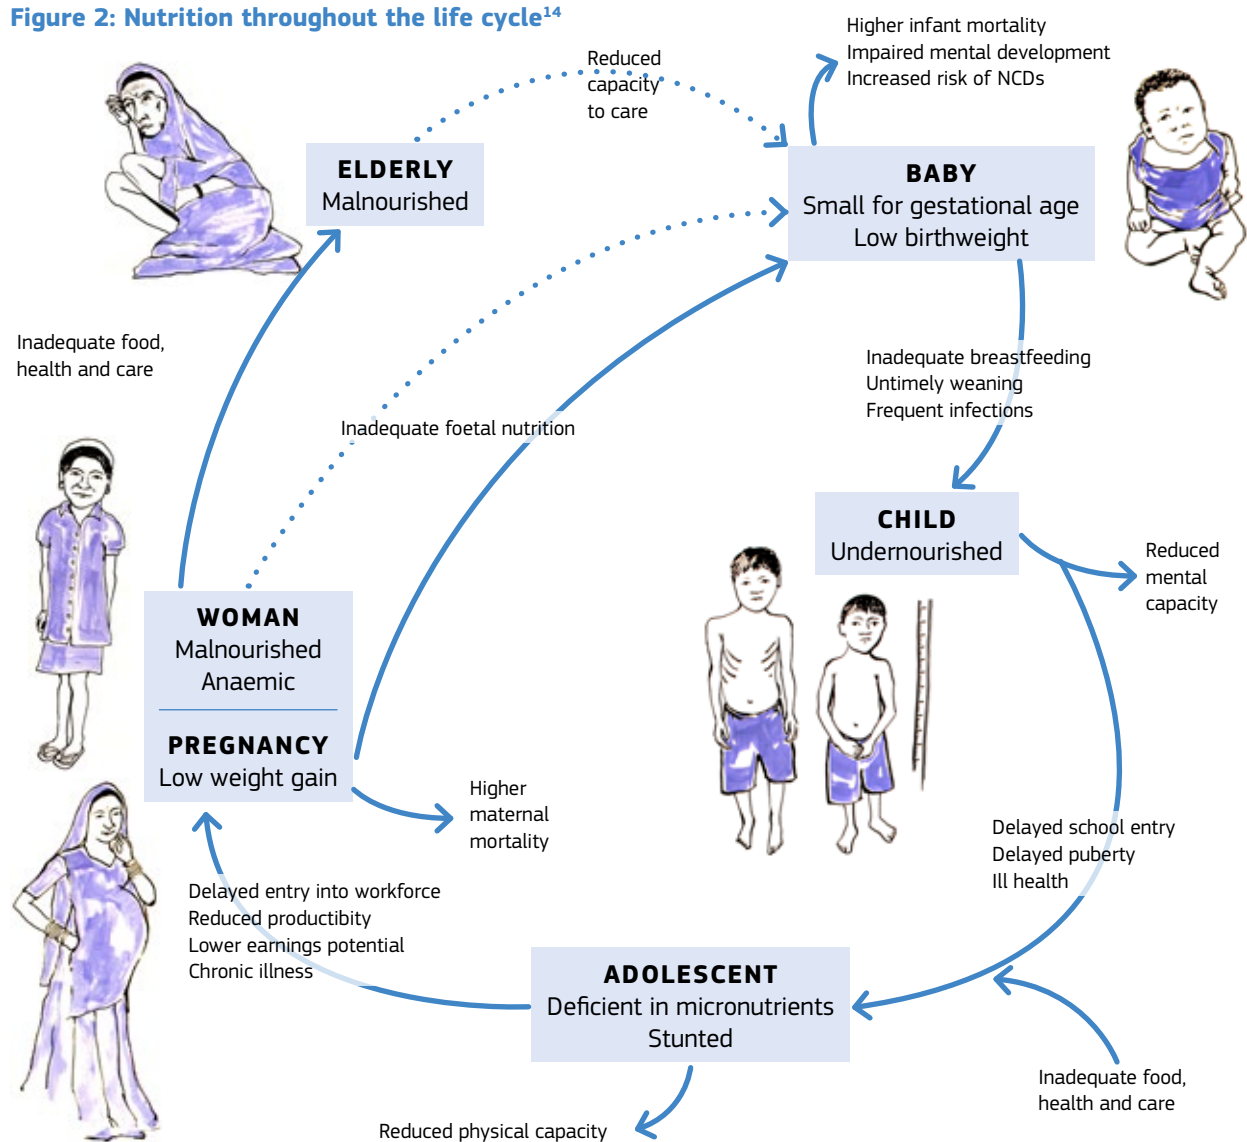 Figure 2: Nutrition throughout the life cycle14
Higher infant mortality
Impaired mental development
Increased risk of NCDs
Reduced
capacity
to care
ELDERLY
Malnourished
BABY
Small for gestational age
Low birthweight
Inadequate food,
health and care
Inadequate breastfeeding
Untimely weaning
Frequent infections
Inadequate foetal nutrition
CHILD
Undernourished
Reduced
mental
capacity
WOMAN
Malnourished
Anaemic
PREGNANCY
Low weight gain
Higher
maternal
mortality
Delayed school entry
Delayed puberty
Ill health
Delayed entry into workforce
Reduced productibity
Lower earnings potential
Chronic illness
ADOLESCENT
Deficient in micronutrients
Stunted
Inadequate food,
health and care
Reduced physical capacity